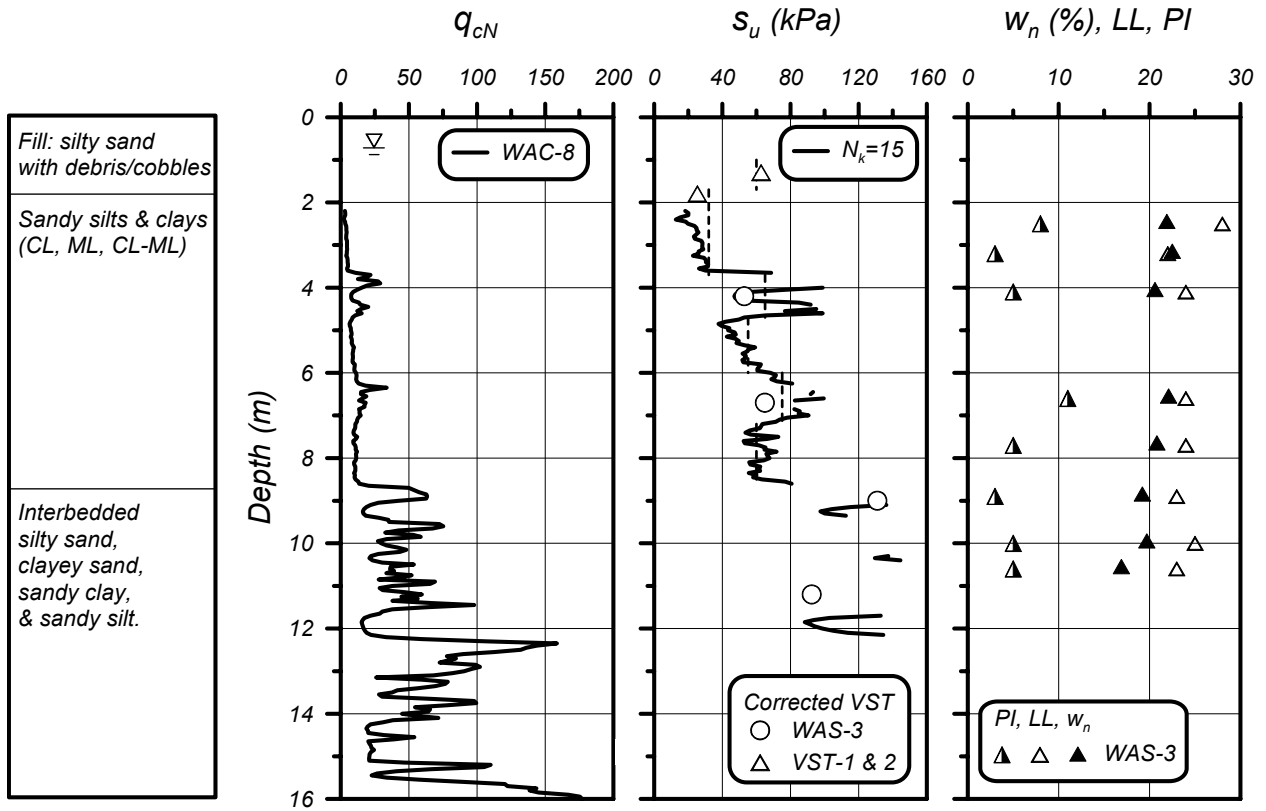 q_cN
s_u (kPa)
w_n (%), LL, PI
0 50 100 150 200
0 40 80 120 160
0 10 20 30
Depth (m)
0
2
4
6
8
10
12
14
16
Fill: silty sand
with debris/cobbles
Sandy silts & clays
(CL, ML, CL-ML)
Interbedded
silty sand,
clayey sand,
sandy clay,
& sandy silt.
WAC-8
N_k=15
Corrected VST
WAS-3
VST-1 & 2
PI, LL, w_n
WAS-3